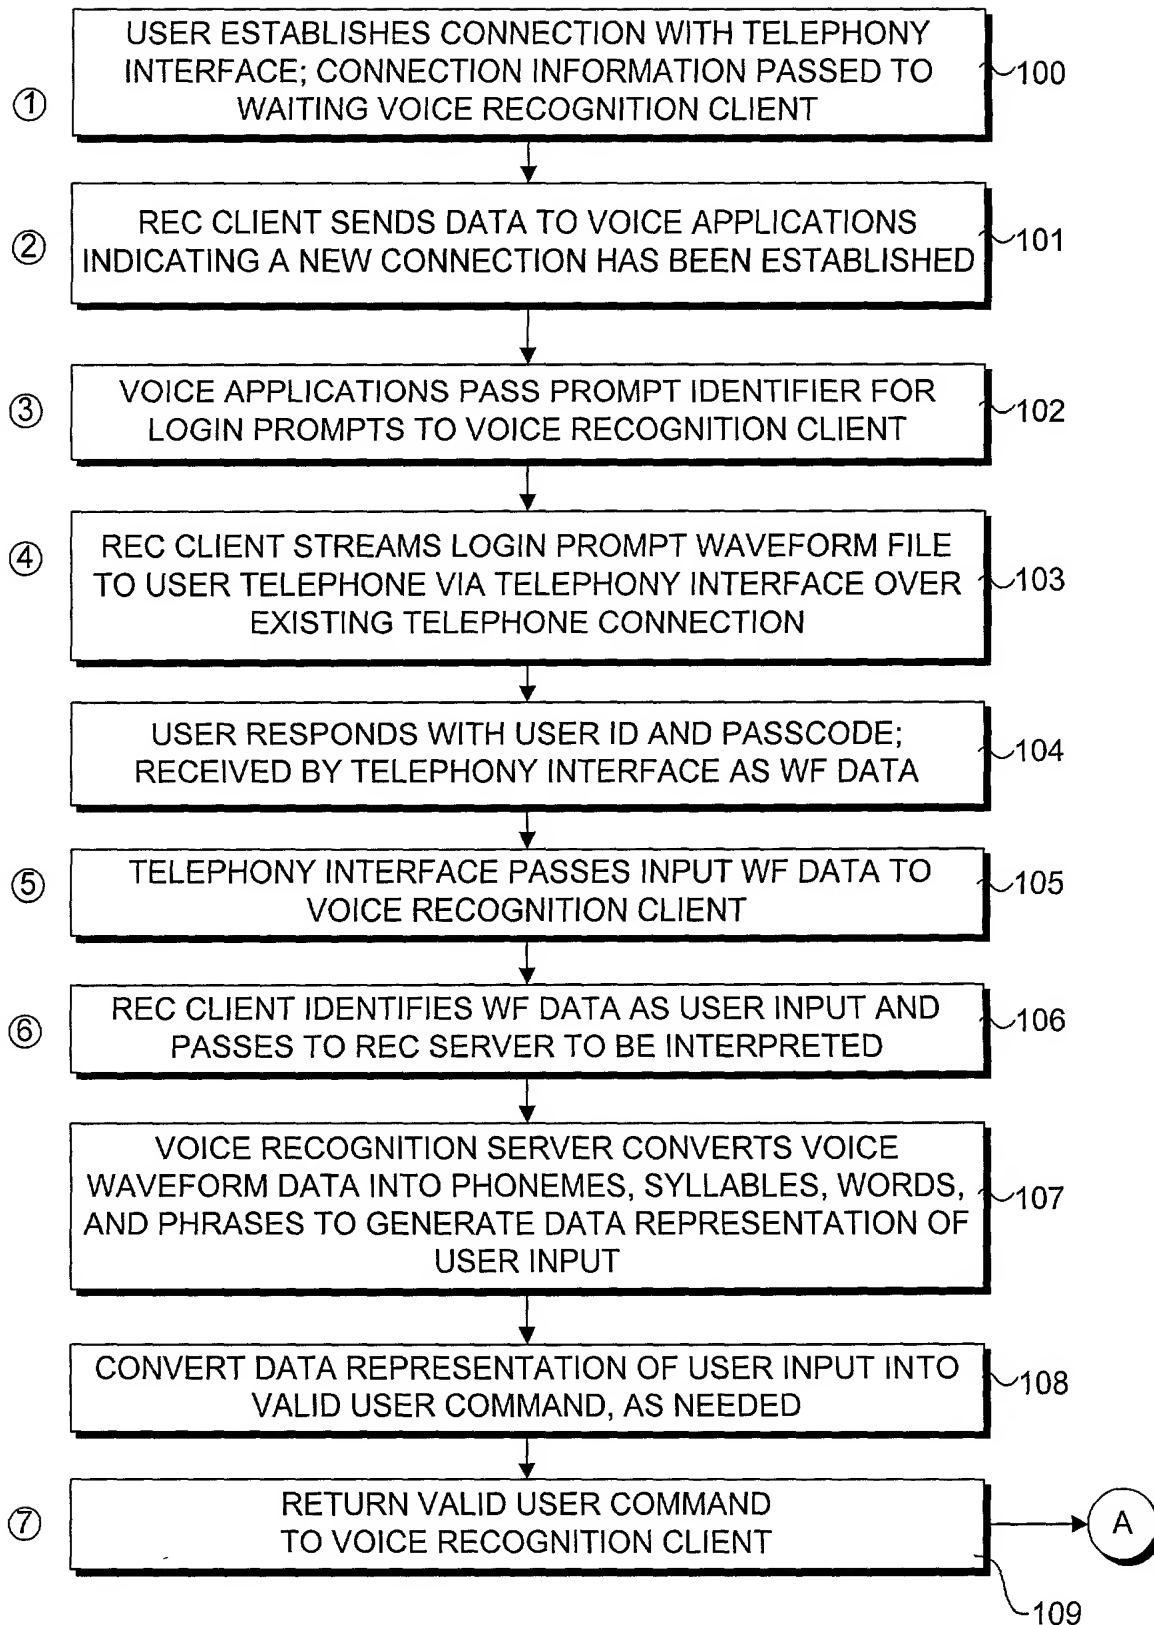 USER ESTABLISHES CONNECTION WITH TELEPHONY
INTERFACE; CONNECTION INFORMATION PASSED TO
WAITING VOICE RECOGNITION CLIENT
100
①
REC CLIENT SENDS DATA TO VOICE APPLICATIONS
INDICATING A NEW CONNECTION HAS BEEN ESTABLISHED
101
②
VOICE APPLICATIONS PASS PROMPT IDENTIFIER FOR
LOGIN PROMPTS TO VOICE RECOGNITION CLIENT
102
③
REC CLIENT STREAMS LOGIN PROMPT WAVEFORM FILE
TO USER TELEPHONE VIA TELEPHONY INTERFACE OVER
EXISTING TELEPHONE CONNECTION
103
④
USER RESPONDS WITH USER ID AND PASSCODE;
RECEIVED BY TELEPHONY INTERFACE AS WF DATA
104
TELEPHONY INTERFACE PASSES INPUT WF DATA TO
VOICE RECOGNITION CLIENT
105
⑤
REC CLIENT IDENTIFIES WF DATA AS USER INPUT AND
PASSES TO REC SERVER TO BE INTERPRETED
106
⑥
VOICE RECOGNITION SERVER CONVERTS VOICE
WAVEFORM DATA INTO PHONEMES, SYLLABLES, WORDS,
AND PHRASES TO GENERATE DATA REPRESENTATION OF
USER INPUT
107
CONVERT DATA REPRESENTATION OF USER INPUT INTO
VALID USER COMMAND, AS NEEDED
108
RETURN VALID USER COMMAND
TO VOICE RECOGNITION CLIENT
⑦
A
109